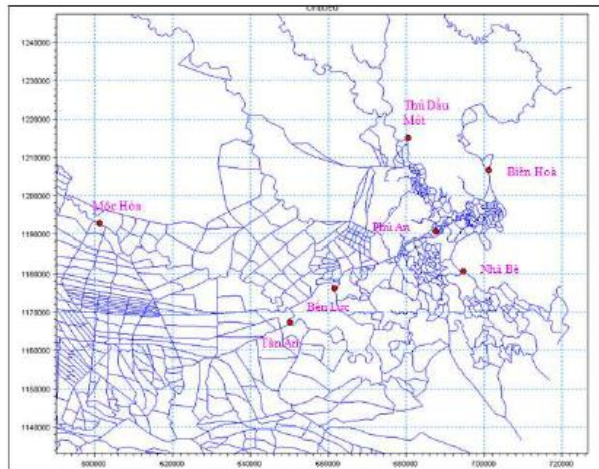 Untitled
1240000
1230000
1220000
Thủ Dầu
Một
1210000
Biên Hoà
1200000
Mộc Hóa
Phú An
1190000
Nhà Bè
1180000
Bến Lức
1170000
Tân An
1160000
1150000
1140000
600000 620000 640000 660000 680000 700000 720000